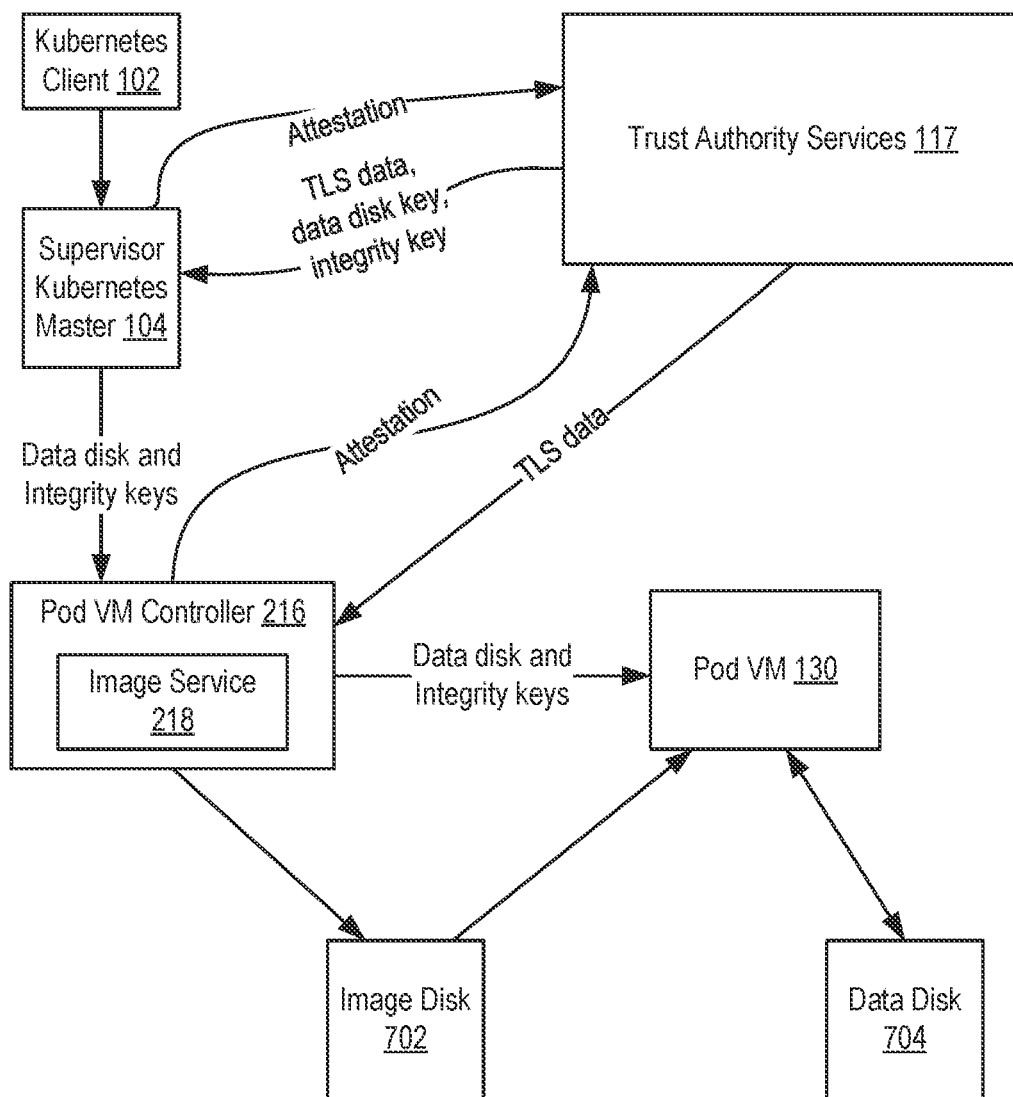 Kubernetes
Client 102
Attestation
Trust Authority Services 117
TLS data,
data disk key,
integrity key
Supervisor
Kubernetes
Master 104
Attestation
TLS data
Data disk and
Integrity keys
Pod VM Controller 216
Image Service
218
Data disk and
Integrity keys
Pod VM 130
Image Disk
702
Data Disk
704